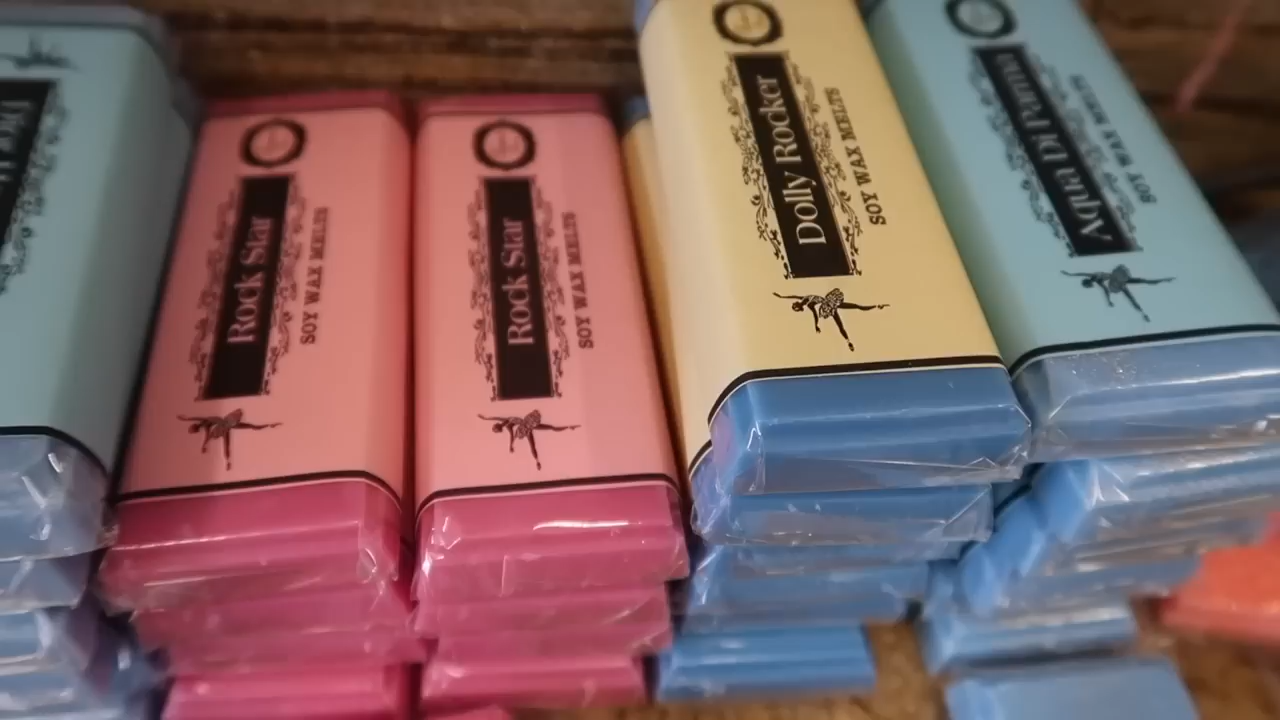 Rock Star
SOY WAX MELTS
Rock Star
SOY WAX MELTS
Dolly Rocker
SOY WAX MELTS
Aqua Di Parma
SOY WAX MELTS